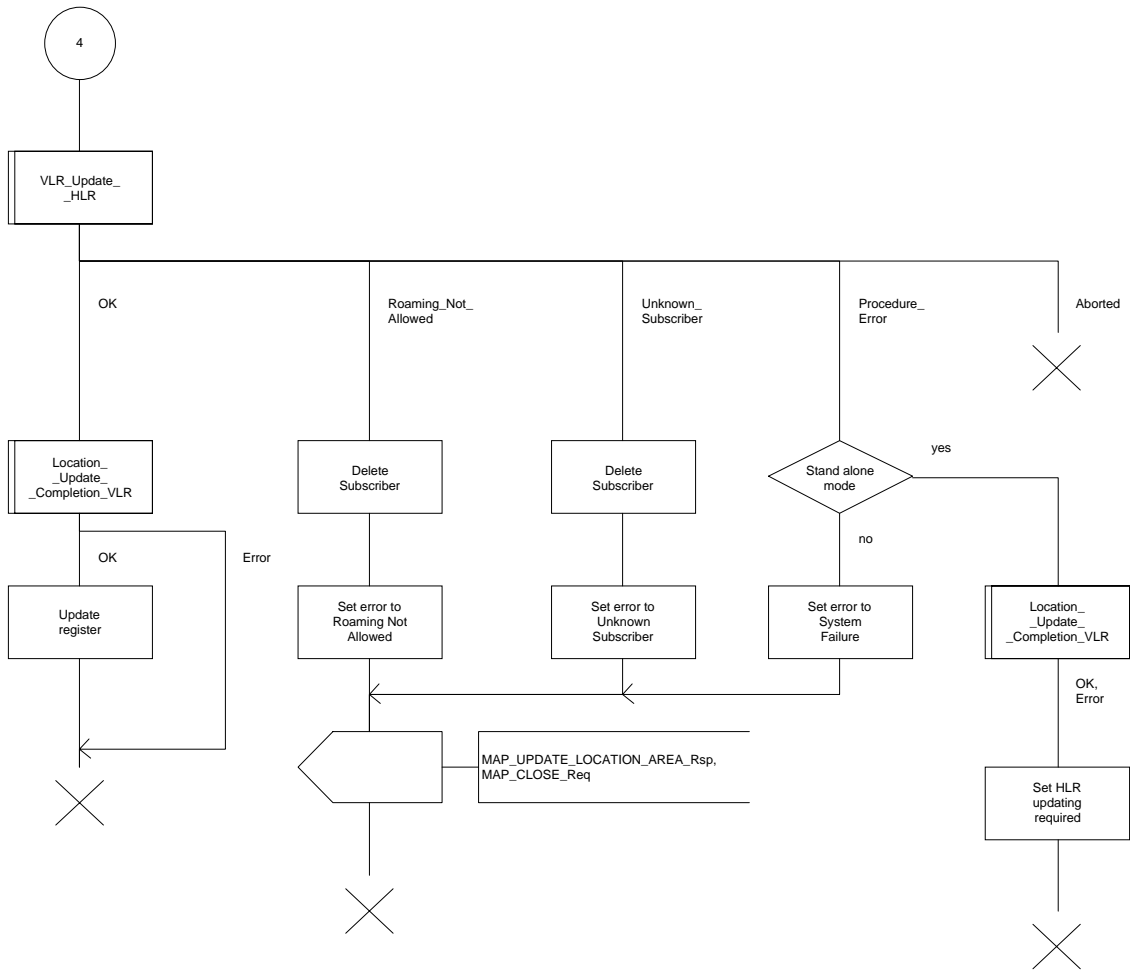 4
VLR_Update_
_HLR
OK
Roaming_Not_
Allowed
Unknown_
Subscriber
Procedure_
Error
Aborted
Location_
_Update_
_Completion_VLR
Delete
Subscriber
Delete
Subscriber
Stand alone
mode
yes
no
OK
Error
Update
register
Set error to
Roaming Not
Allowed
Set error to
Unknown
Subscriber
Set error to
System
Failure
Location_
_Update_
_Completion_VLR
OK,
Error
MAP_UPDATE_LOCATION_AREA_Rsp,
MAP_CLOSE_Req
Set HLR
updating
required